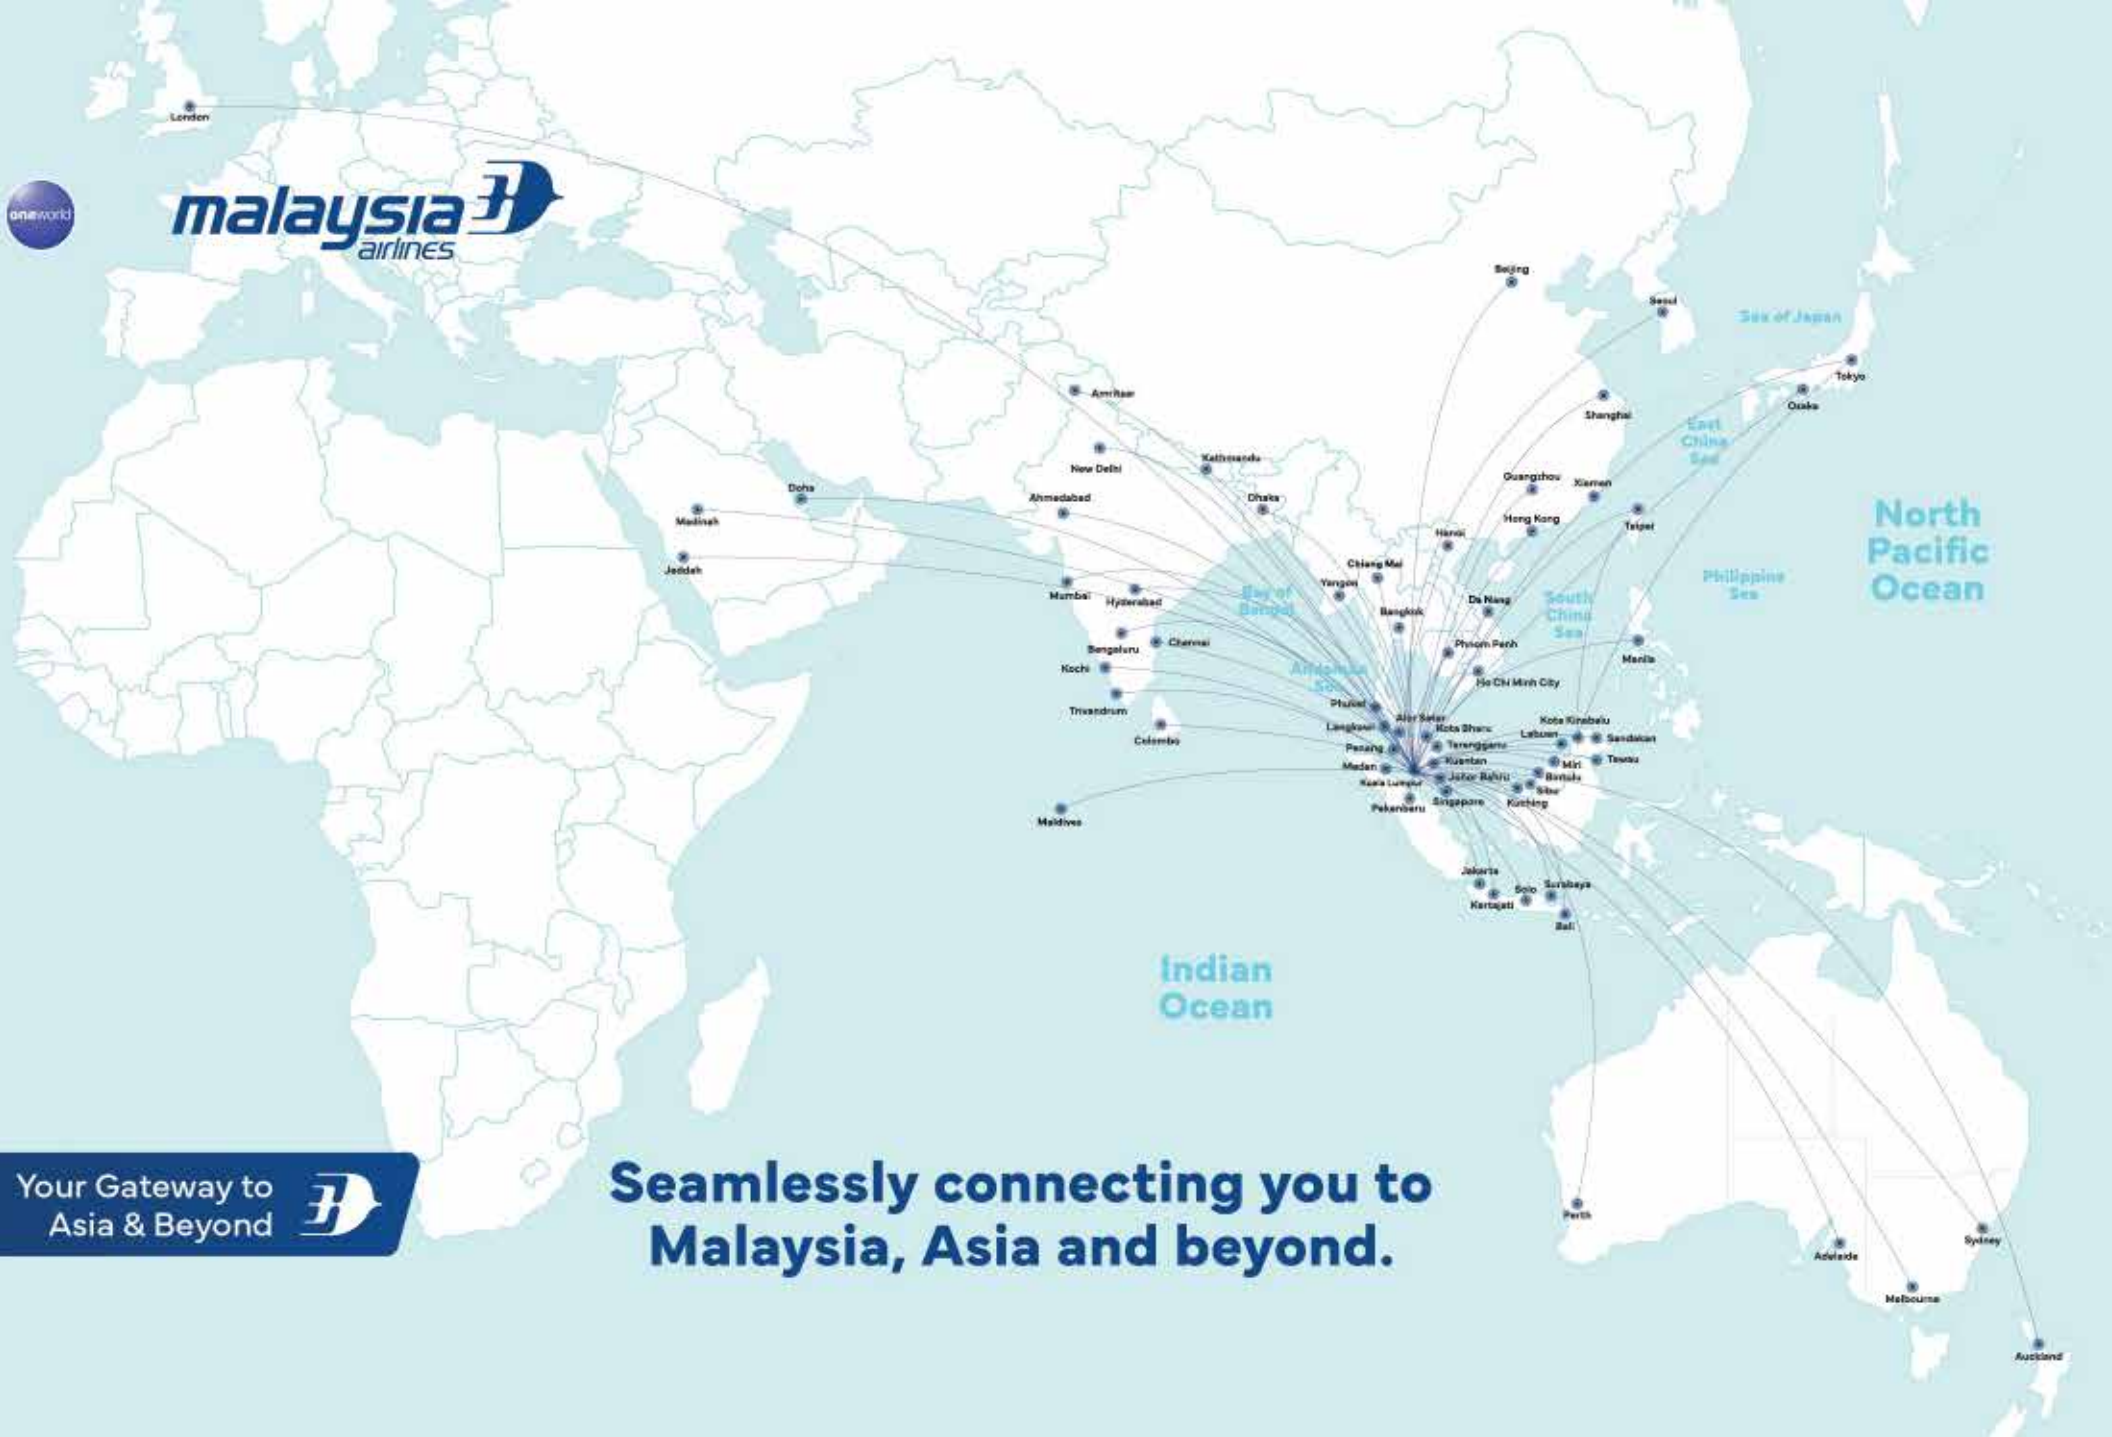 London
oneworld
malaysia
airlines
Beijing
Seoul
Sea of Japan
Tokyo
Osaka
Shanghai
East
China
Sea
Amritsar
New Delhi
Kathmandu
Ahmedabad
Dhaka
Doha
Madinah
Jeddah
Guangzhou
Xiamen
Hong Kong
Taipei
Hanoi
North
Pacific
Ocean
Chiang Mai
Yangon
Bangkok
Da Nang
South
China
Sea
Philippine
Sea
Mumbai
Hyderabad
Bay of
Bengal
Bengaluru
Chennai
Kochi
Trivandrum
Colombo
Andaman
Sea
Phnom Penh
Ho Chi Minh City
Manila
Phuket
Langkawi
Alor Setar
Kota Bharu
Penang
Terengganu
Medan
Kuantan
Kuala Lumpur
Johor Bahru
Pekanbaru
Singapore
Kota Kinabalu
Labuan
Sandakan
Miri
Tawau
Bintulu
Sibu
Kuching
Maldives
Jakarta
Kertajati
Solo
Surabaya
Bali
Indian
Ocean
Perth
Adelaide
Sydney
Melbourne
Auckland
Your Gateway to
Asia & Beyond
Seamlessly connecting you to
Malaysia, Asia and beyond.